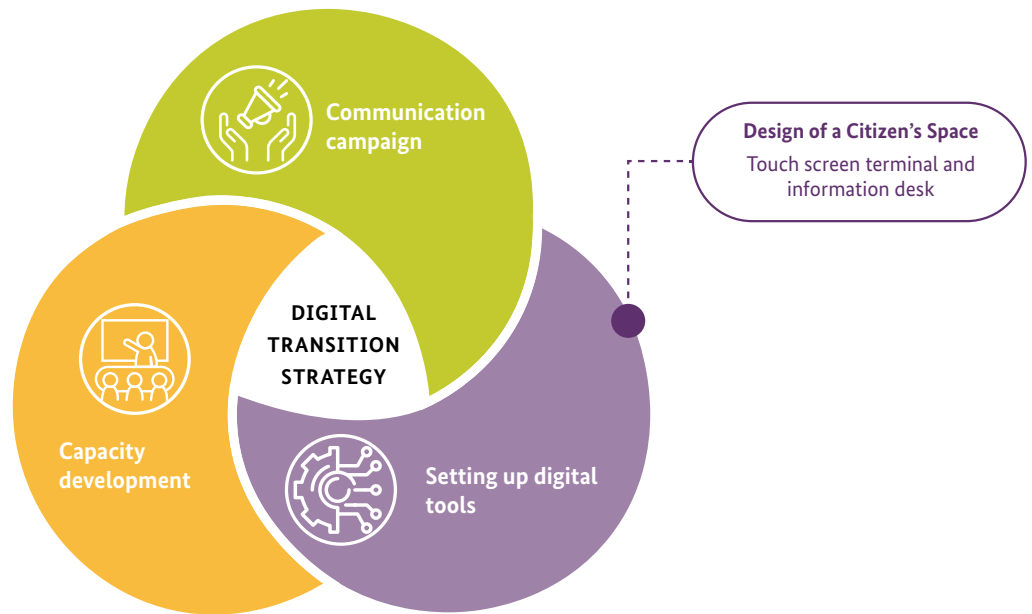 Communication
campaign
Design of a Citizen's Space
Touch screen terminal and
information desk
DIGITAL
TRANSITION
STRATEGY
Capacity
development
Setting up digital
tools